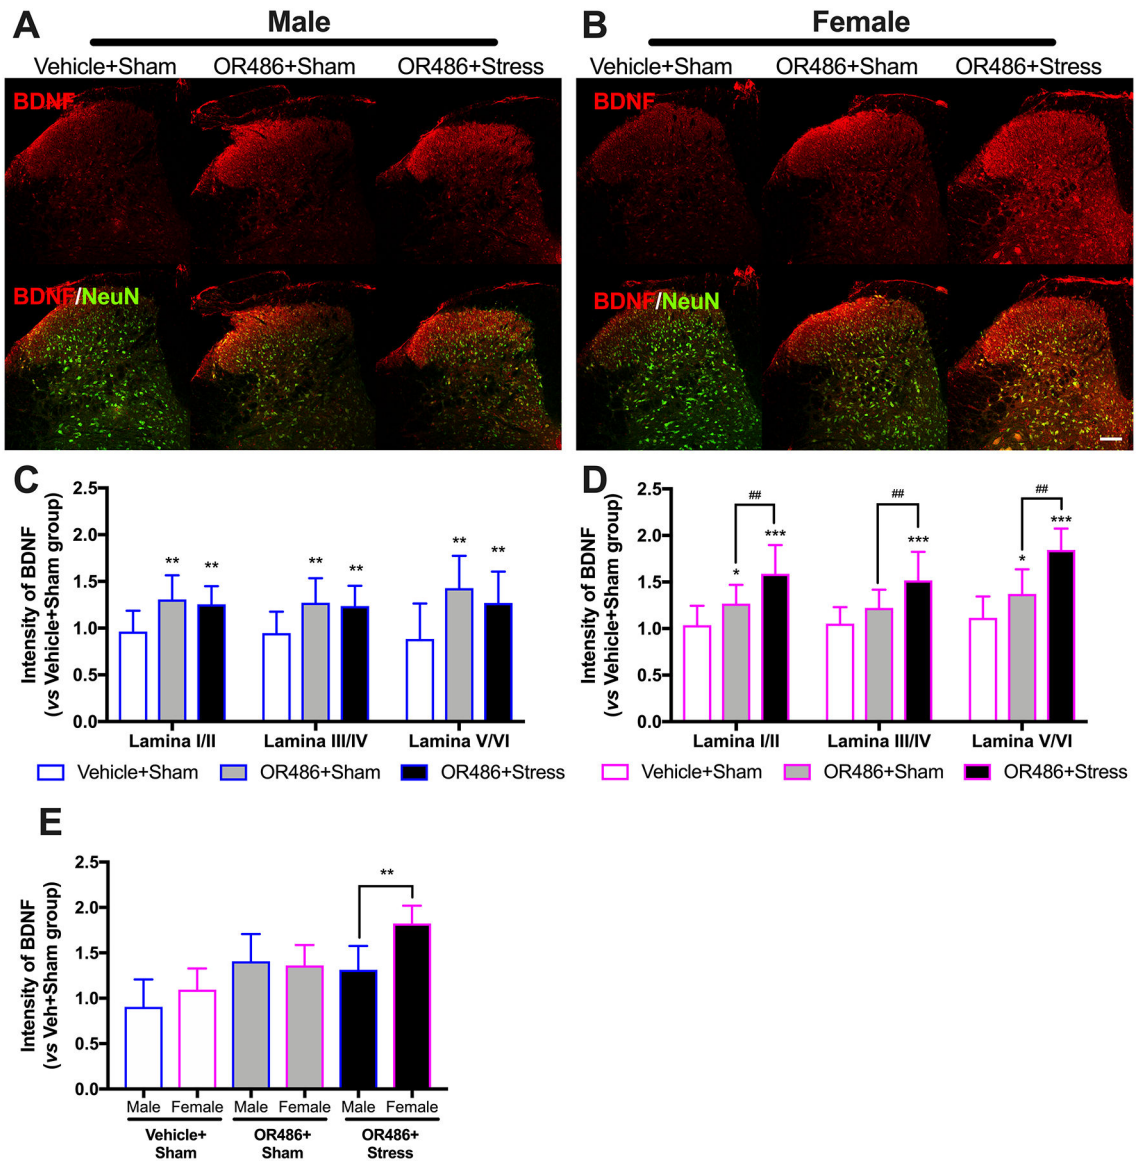 A
Male
Vehicle+Sham OR486+Sham OR486+Stress
BDNF
BDNF/NeuN
B
Female
Vehicle+Sham OR486+Sham OR486+Stress
BDNF
BDNF/NeuN
C
Intensity of BDNF
(vs Vehicle+Sham group)
2.5
2.0
1.5
1.0
0.5
0.0
** ** ** ** ** **
Lamina I/II Lamina III/IV Lamina V/VI
Vehicle+Sham OR486+Sham OR486+Stress
D
Intensity of BDNF
(vs Vehicle+Sham group)
2.5
2.0
1.5
1.0
0.5
0.0
## ## ##
* *** *** * ***
Lamina I/II Lamina III/IV Lamina V/VI
Vehicle+Sham OR486+Sham OR486+Stress
E
Intensity of BDNF
(vs Veh+Sham group)
2.5
2.0
1.5
1.0
0.5
0.0
**
Male Female Male Female Male Female
Vehicle+ OR486+ OR486+
Sham Sham Stress